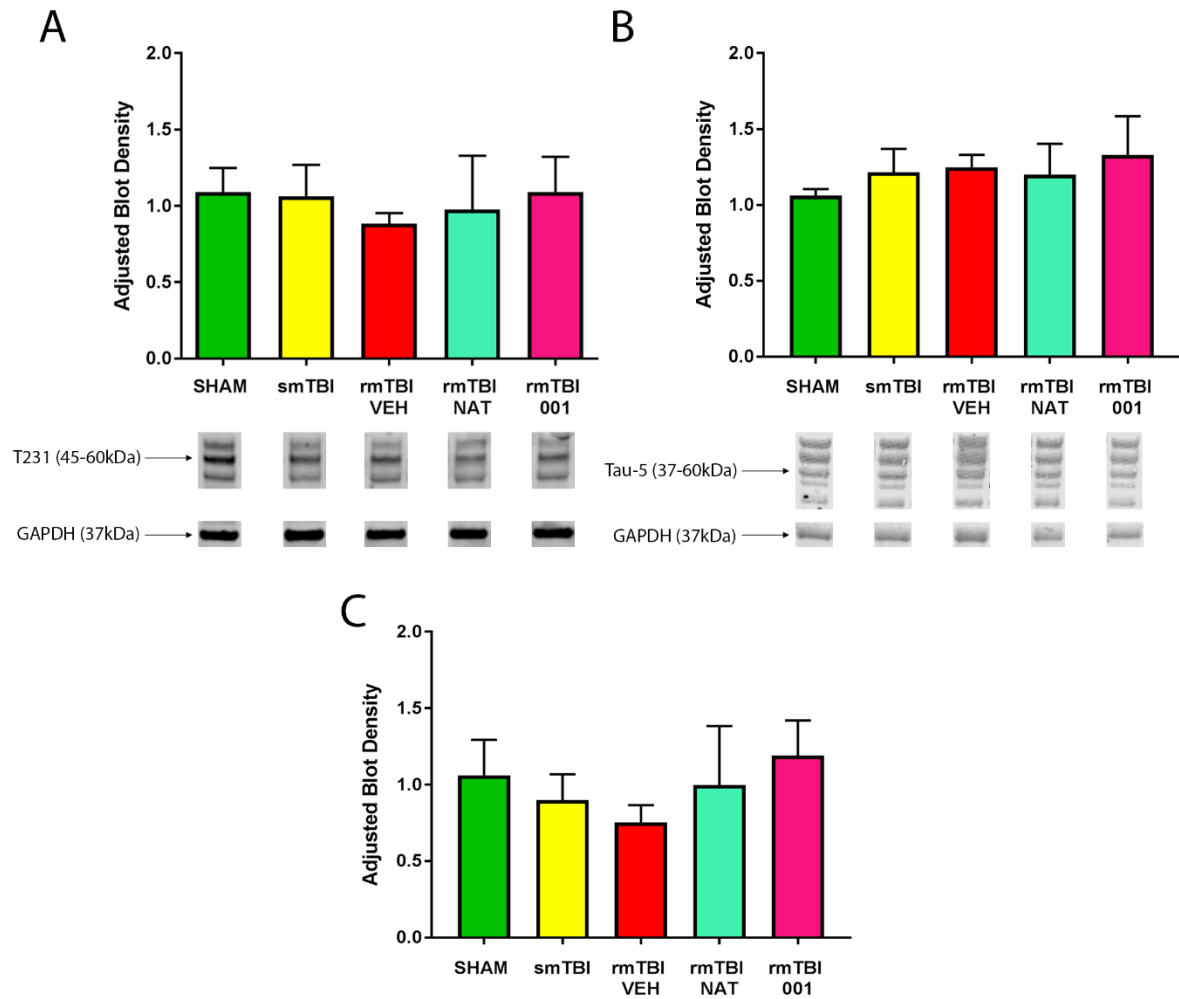 A
Adjusted Blot Density
2.0
1.5
1.0
0.5
0.0
SHAM smTBI rmTBI rmTBI rmTBI
VEH NAT 001
T231 (45-60kDa)
GAPDH (37kDa)
B
Adjusted Blot Density
2.0
1.5
1.0
0.5
0.0
SHAM smTBI rmTBI rmTBI rmTBI
VEH NAT 001
Tau-5 (37-60kDa)
GAPDH (37kDa)
C
Adjusted Blot Density
2.0
1.5
1.0
0.5
0.0
SHAM smTBI rmTBI rmTBI rmTBI
VEH NAT 001